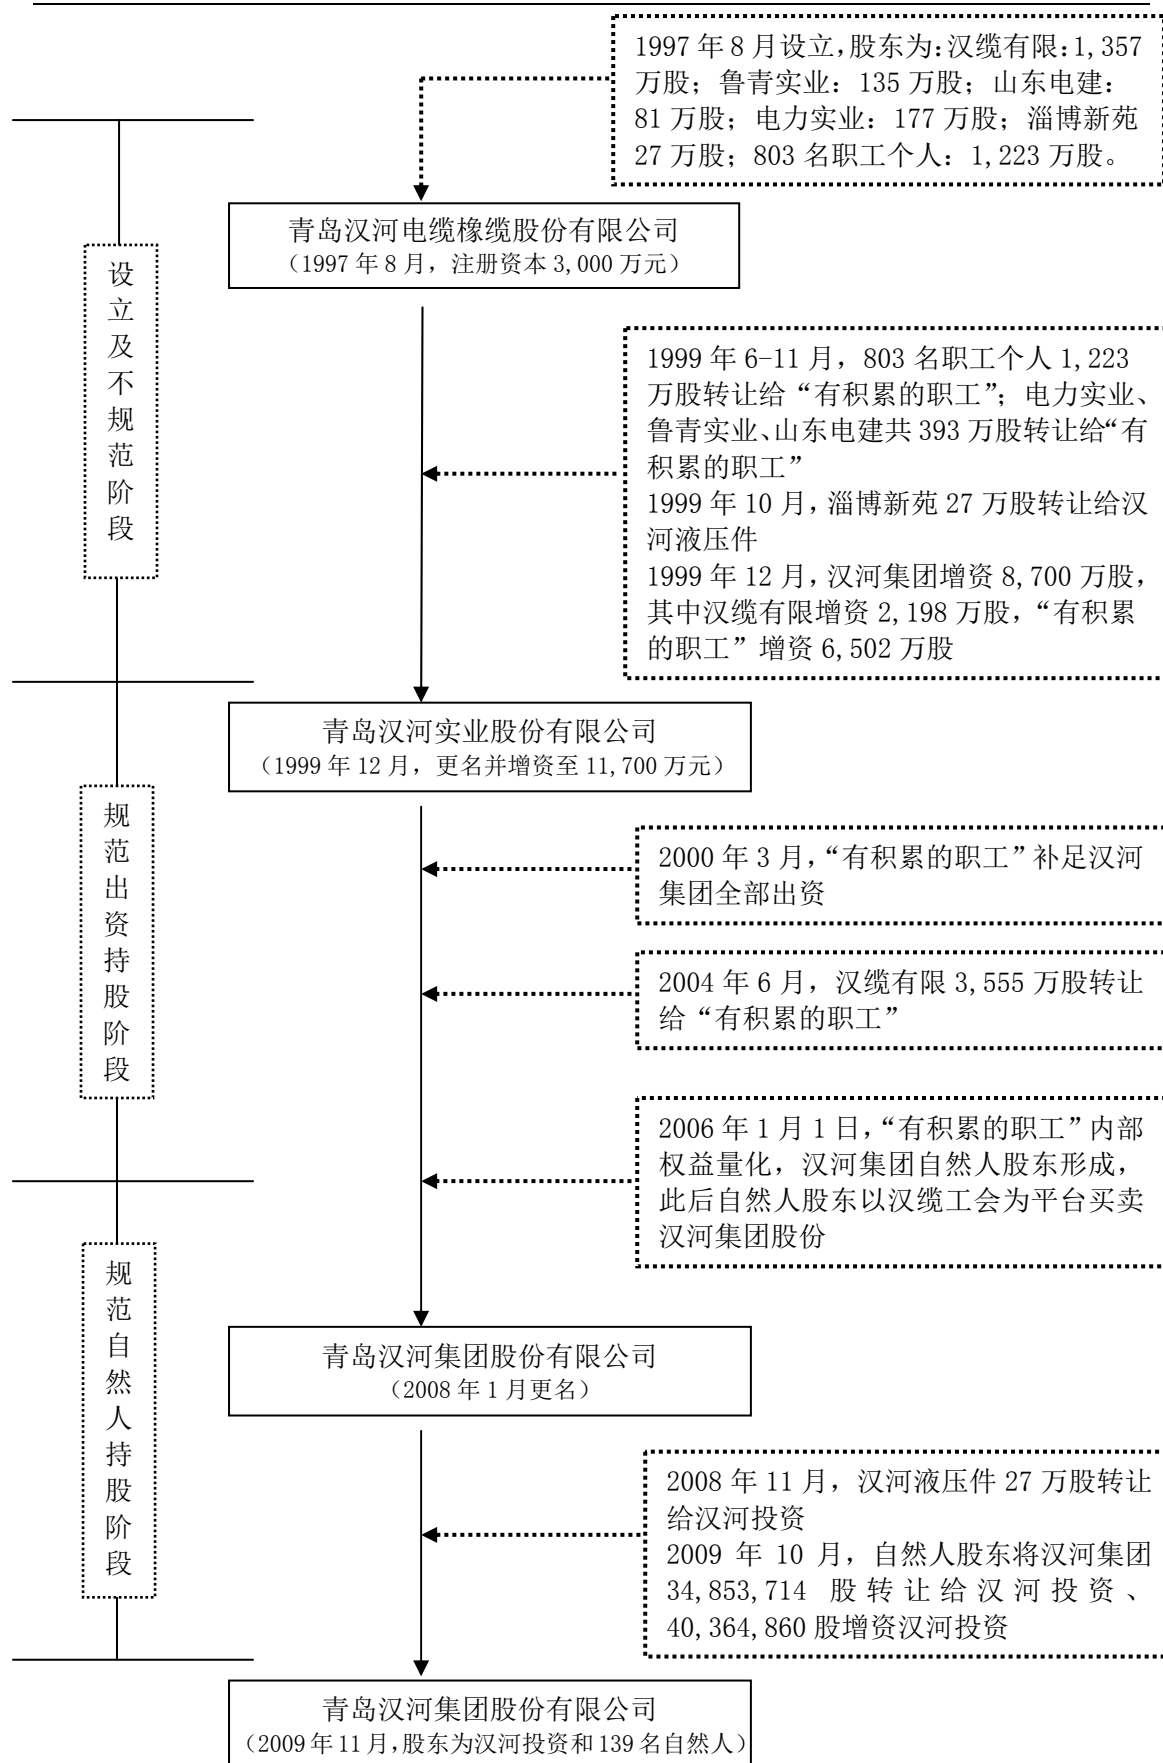 1997 年 8 月设立，股东为：汉缆有限：1,357
万股；鲁青实业：135 万股；山东电建：
81 万股；电力实业：177 万股；淄博新苑
27 万股；803 名职工个人：1,223 万股。
青岛汉河电缆橡缆股份有限公司
（1997 年 8 月，注册资本 3,000 万元）
设
立
及
不
规
范
阶
段
1999 年 6-11 月，803 名职工个人 1,223
万股转让给“有积累的职工”；电力实业、
鲁青实业、山东电建共 393 万股转让给“有
积累的职工”
1999 年 10 月，淄博新苑 27 万股转让给汉
河液压件
1999 年 12 月，汉河集团增资 8,700 万股，
其中汉缆有限增资 2,198 万股，“有积累
的职工”增资 6,502 万股
青岛汉河实业股份有限公司
（1999 年 12 月，更名并增资至 11,700 万元）
规
范
出
资
持
股
阶
段
2000 年 3 月，“有积累的职工”补足汉河
集团全部出资
2004 年 6 月，汉缆有限 3,555 万股转让
给“有积累的职工”
2006 年 1 月 1 日，“有积累的职工”内部
权益量化，汉河集团自然人股东形成，
此后自然人股东以汉缆工会为平台买卖
汉河集团股份
规
范
自
然
人
持
股
阶
段
青岛汉河集团股份有限公司
（2008 年 1 月更名）
2008 年 11 月，汉河液压件 27 万股转让
给汉河投资
2009 年 10 月，自然人股东将汉河集团
34,853,714 股转让给汉河投资、
40,364,860 股增资汉河投资
青岛汉河集团股份有限公司
（2009 年 11 月，股东为汉河投资和 139 名自然人）